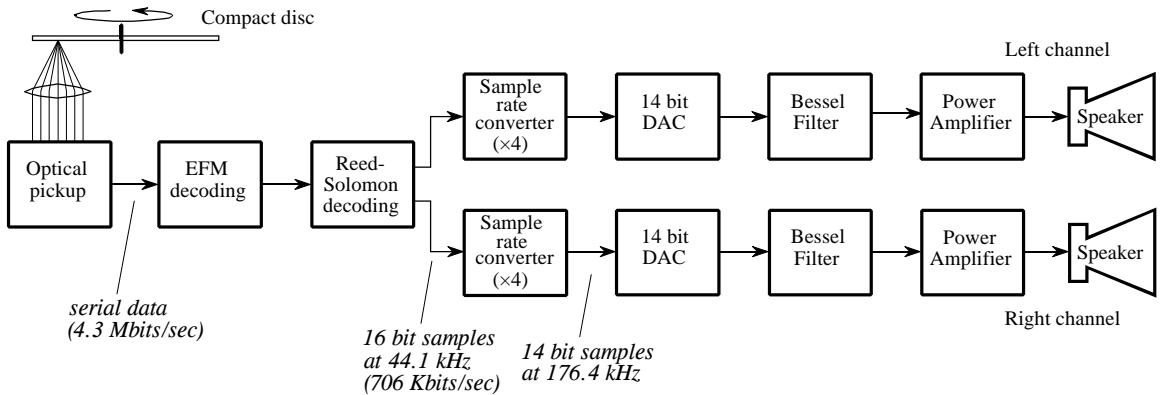 Compact disc
Optical
pickup
EFM
decoding
Reed-
Solomon
decoding
serial data
(4.3 Mbits/sec)
16 bit samples
at 44.1 kHz
(706 Kbits/sec)
14 bit samples
at 176.4 kHz
Left channel
Sample
rate
converter
(×4)
14 bit
DAC
Bessel
Filter
Power
Amplifier
Speaker
Sample
rate
converter
(×4)
14 bit
DAC
Bessel
Filter
Power
Amplifier
Speaker
Right channel